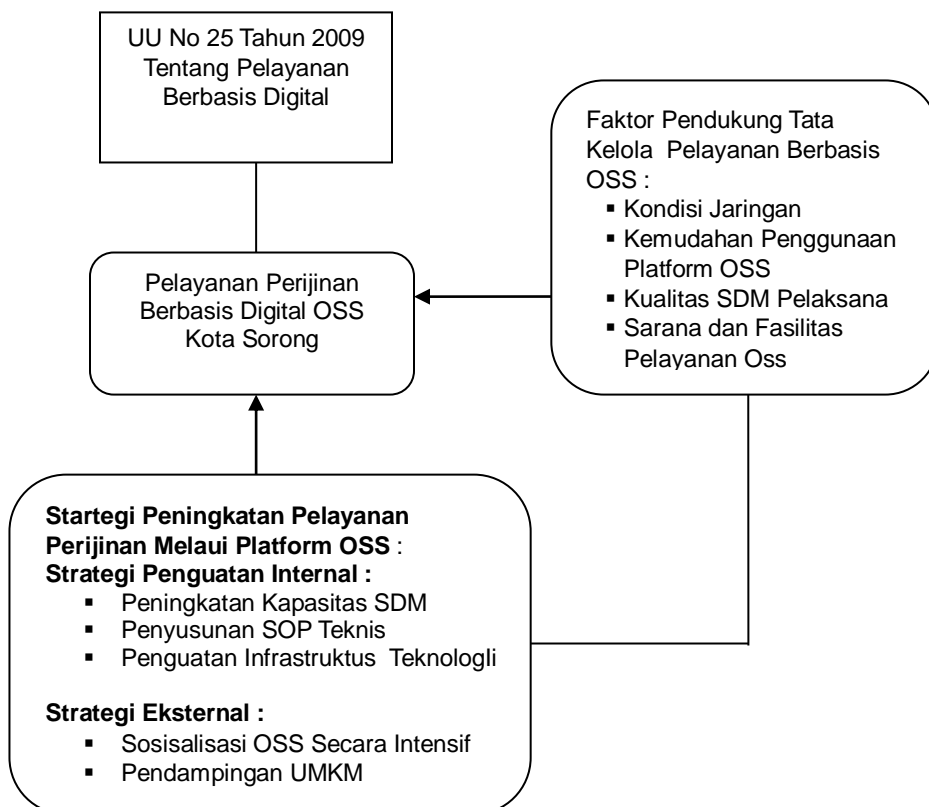 UU No 25 Tahun 2009
Tentang Pelayanan
Berbasis Digital
Faktor Pendukung Tata
Kelola Pelayanan Berbasis
OSS :
▪ Kondisi Jaringan
▪ Kemudahan Penggunaan
Platform OSS
▪ Kualitas SDM Pelaksana
▪ Sarana dan Fasilitas
Pelayanan Oss
Pelayanan Perijinan
Berbasis Digital OSS
Kota Sorong
Startegi Peningkatan Pelayanan
Perijinan Melaui Platform OSS :
Strategi Penguatan Internal :
▪ Peningkatan Kapasitas SDM
▪ Penyusunan SOP Teknis
▪ Penguatan Infrastruktus TeknologIi
Strategi Eksternal :
▪ Sosisalisasi OSS Secara Intensif
▪ Pendampingan UMKM